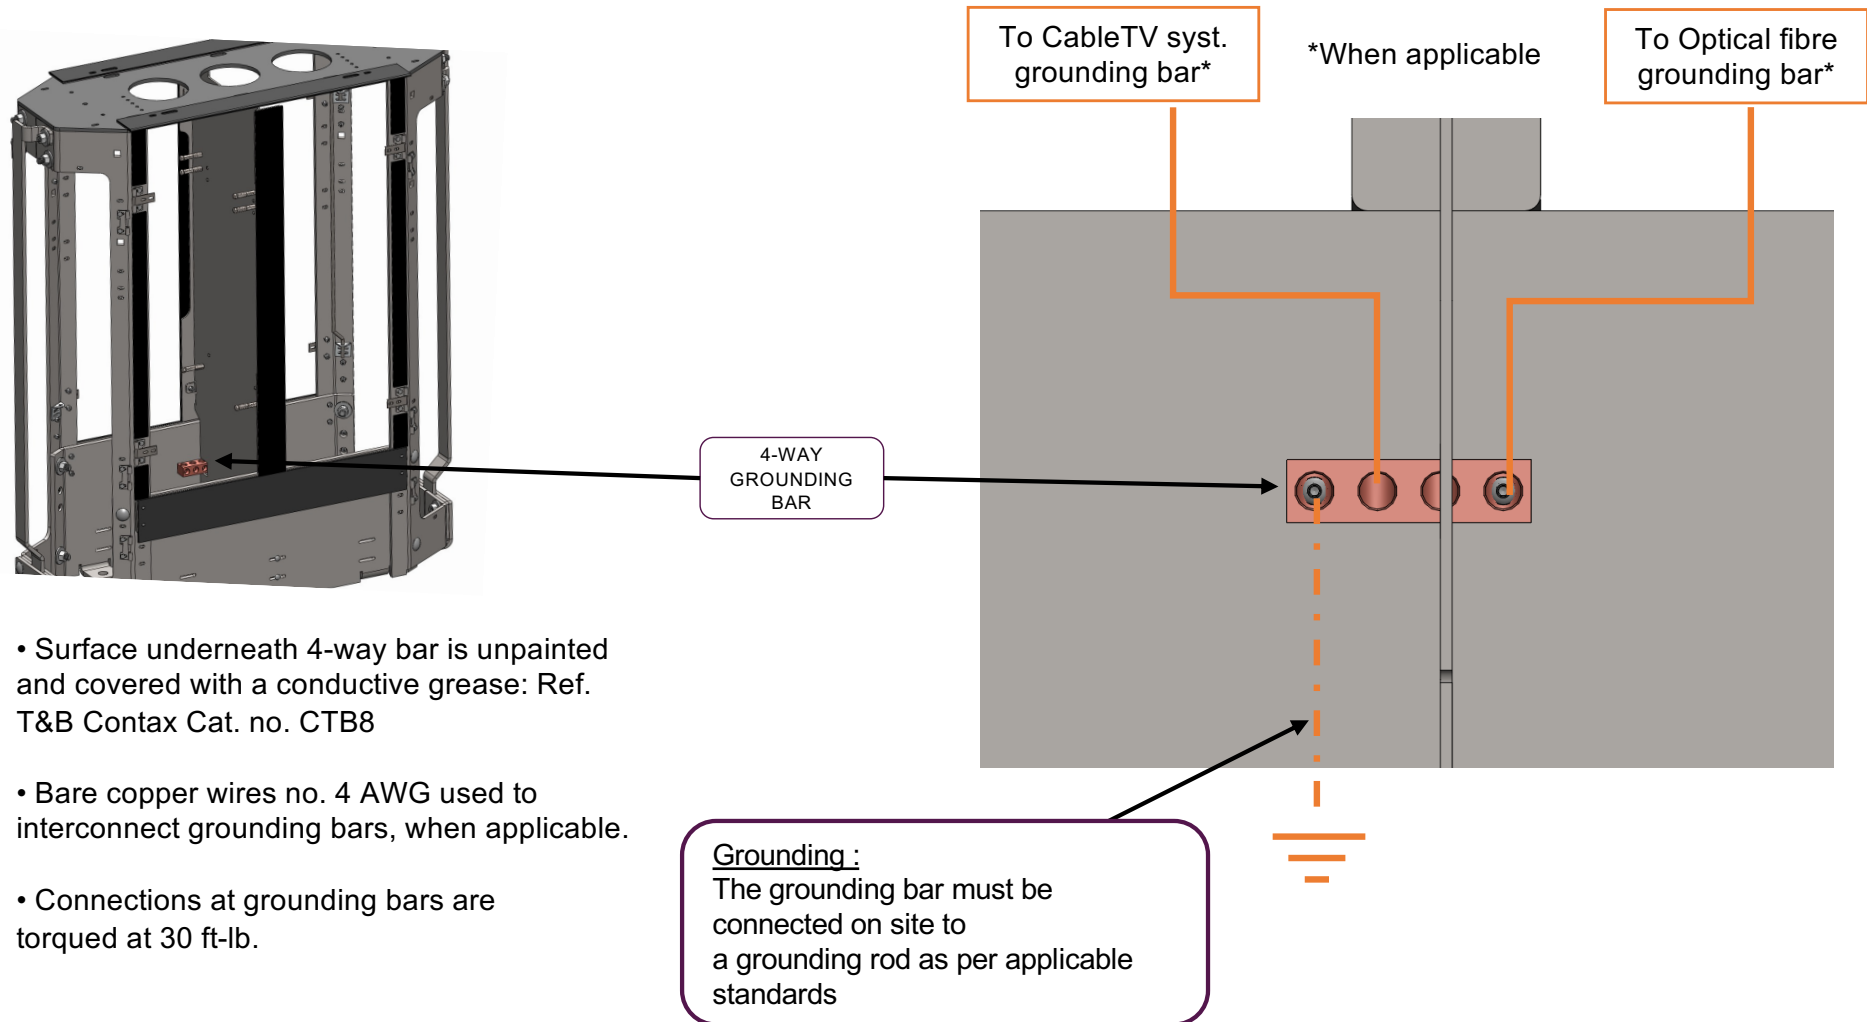 To CableTV syst.
grounding bar*
*When applicable
To Optical fibre
grounding bar*
4-WAY
GROUNDING
BAR
• Surface underneath 4-way bar is unpainted
and covered with a conductive grease: Ref.
T&B Contax Cat. no. CTB8
• Bare copper wires no. 4 AWG used to
interconnect grounding bars, when applicable.
• Connections at grounding bars are
torqued at 30 ft-lb.
Grounding :
The grounding bar must be
connected on site to
a grounding rod as per applicable
standards